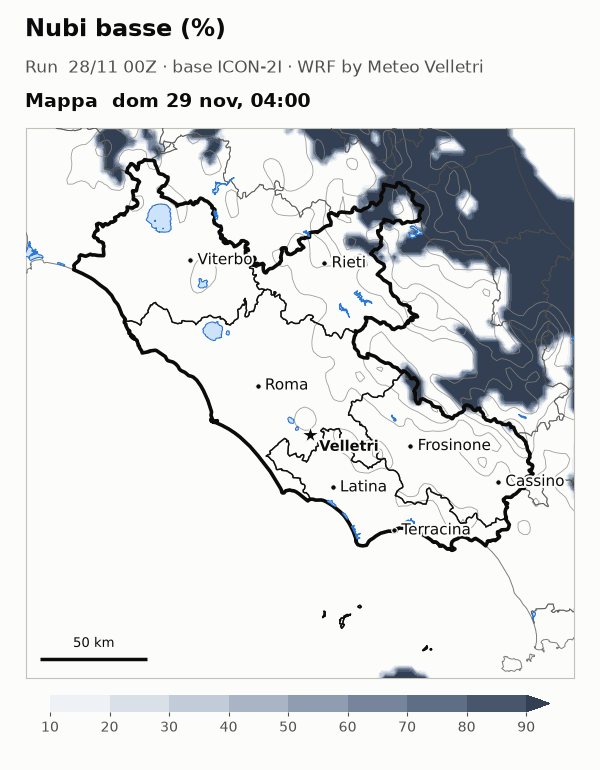 Nubi basse (%)
Run  28/11 00Z · base ICON-2I · WRF by Meteo Velletri
Mappa  dom 29 nov, 04:00
Viterbo
Rieti
Roma
Velletri
Frosinone
Cassino
Latina
Terracina
50 km
10 20 30 40 50 60 70 80 90